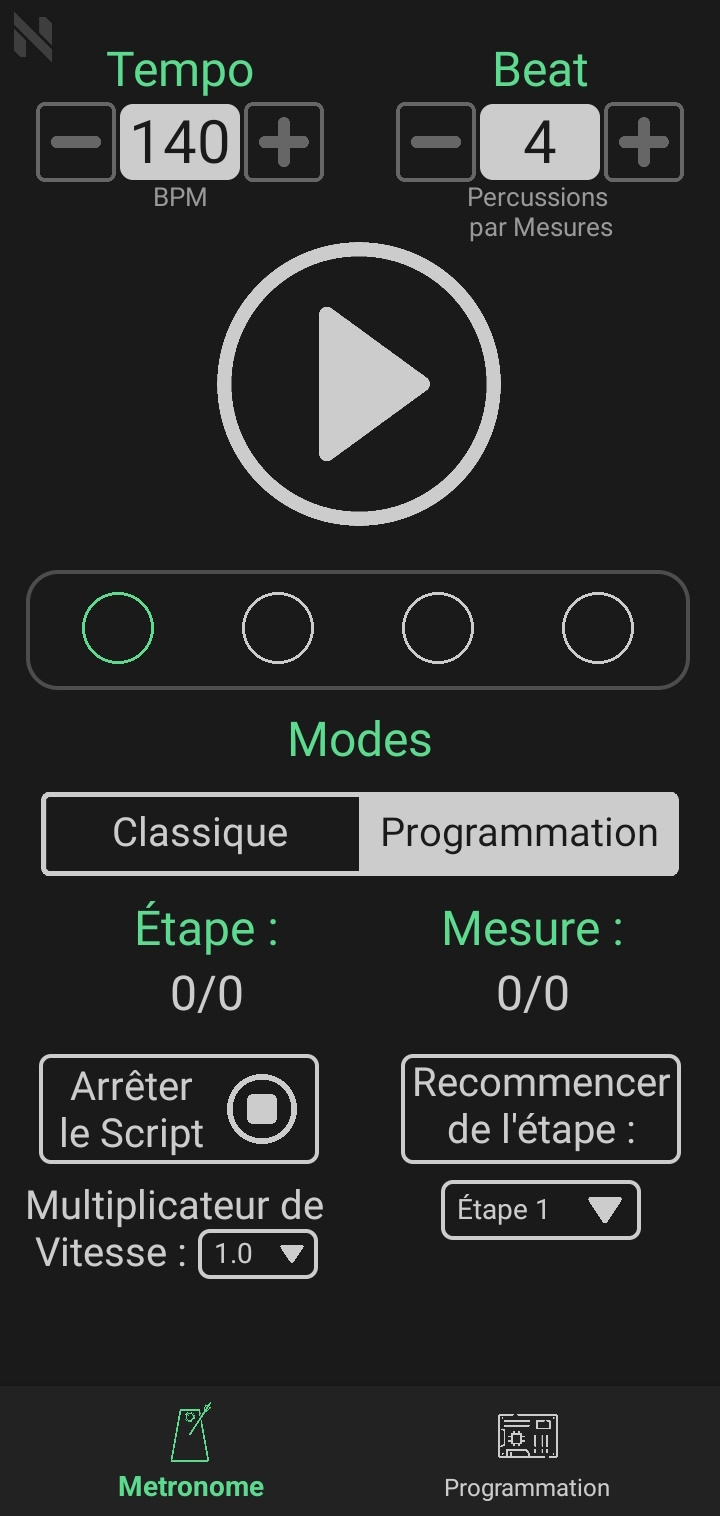 Tempo
Beat
140
4
BPM
Percussions
par Mesures
Modes
Classique
Programmation
Étape :
Mesure :
0/0
0/0
Arrêter
le Script
Recommencer
de l'étape :
Multiplicateur de
Vitesse :
1.0
Étape 1
Metronome
Programmation